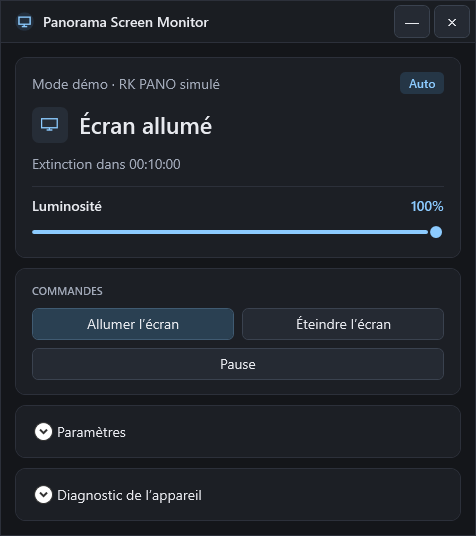 Panorama Screen Monitor
Mode démo · RK PANO simulé
Auto
Écran allumé
Extinction dans 00:10:00
Luminosité
100%
COMMANDES
Allumer l’écran
Éteindre l’écran
Pause
Paramètres
Diagnostic de l’appareil